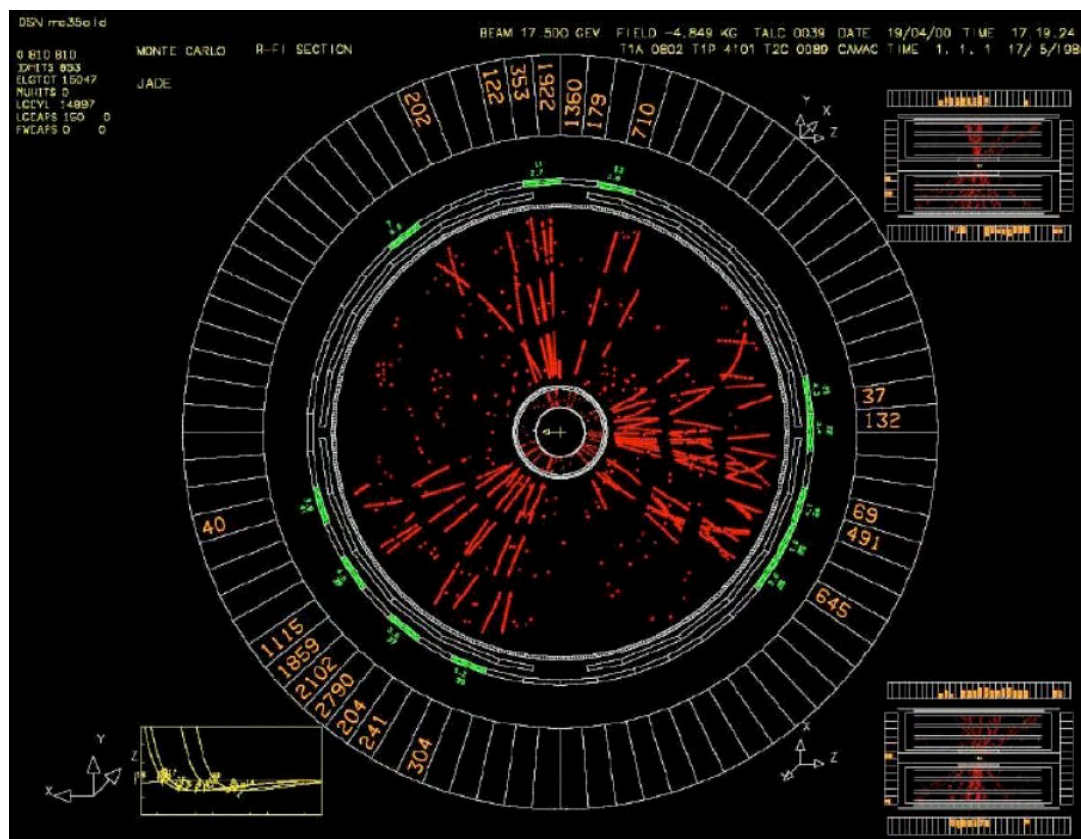 DSN mc35old
BEAM 17.500 GEV FIELD -4.849 KG TALC 0039 DATE 19/04/00 TIME 17.19.24
T1A 0802 T1P 4101 T2C 0089 CAMAC TIME 1. 1. 1 17/ 5/198
MONTE CARLO R-FI SECTION
JADE
0 810 810
IDHITS 853
ELGTOT 15047
MUHITS 0
LGCYL 14897
LGCAPS 150 0
FWCAPS 0 0
202
122
353
1922
1360
179
710
37
132
69
491
645
40
1115
1859
2102
2790
204
241
304
Y
X
Z
Y
X
Z
X
Y
Z